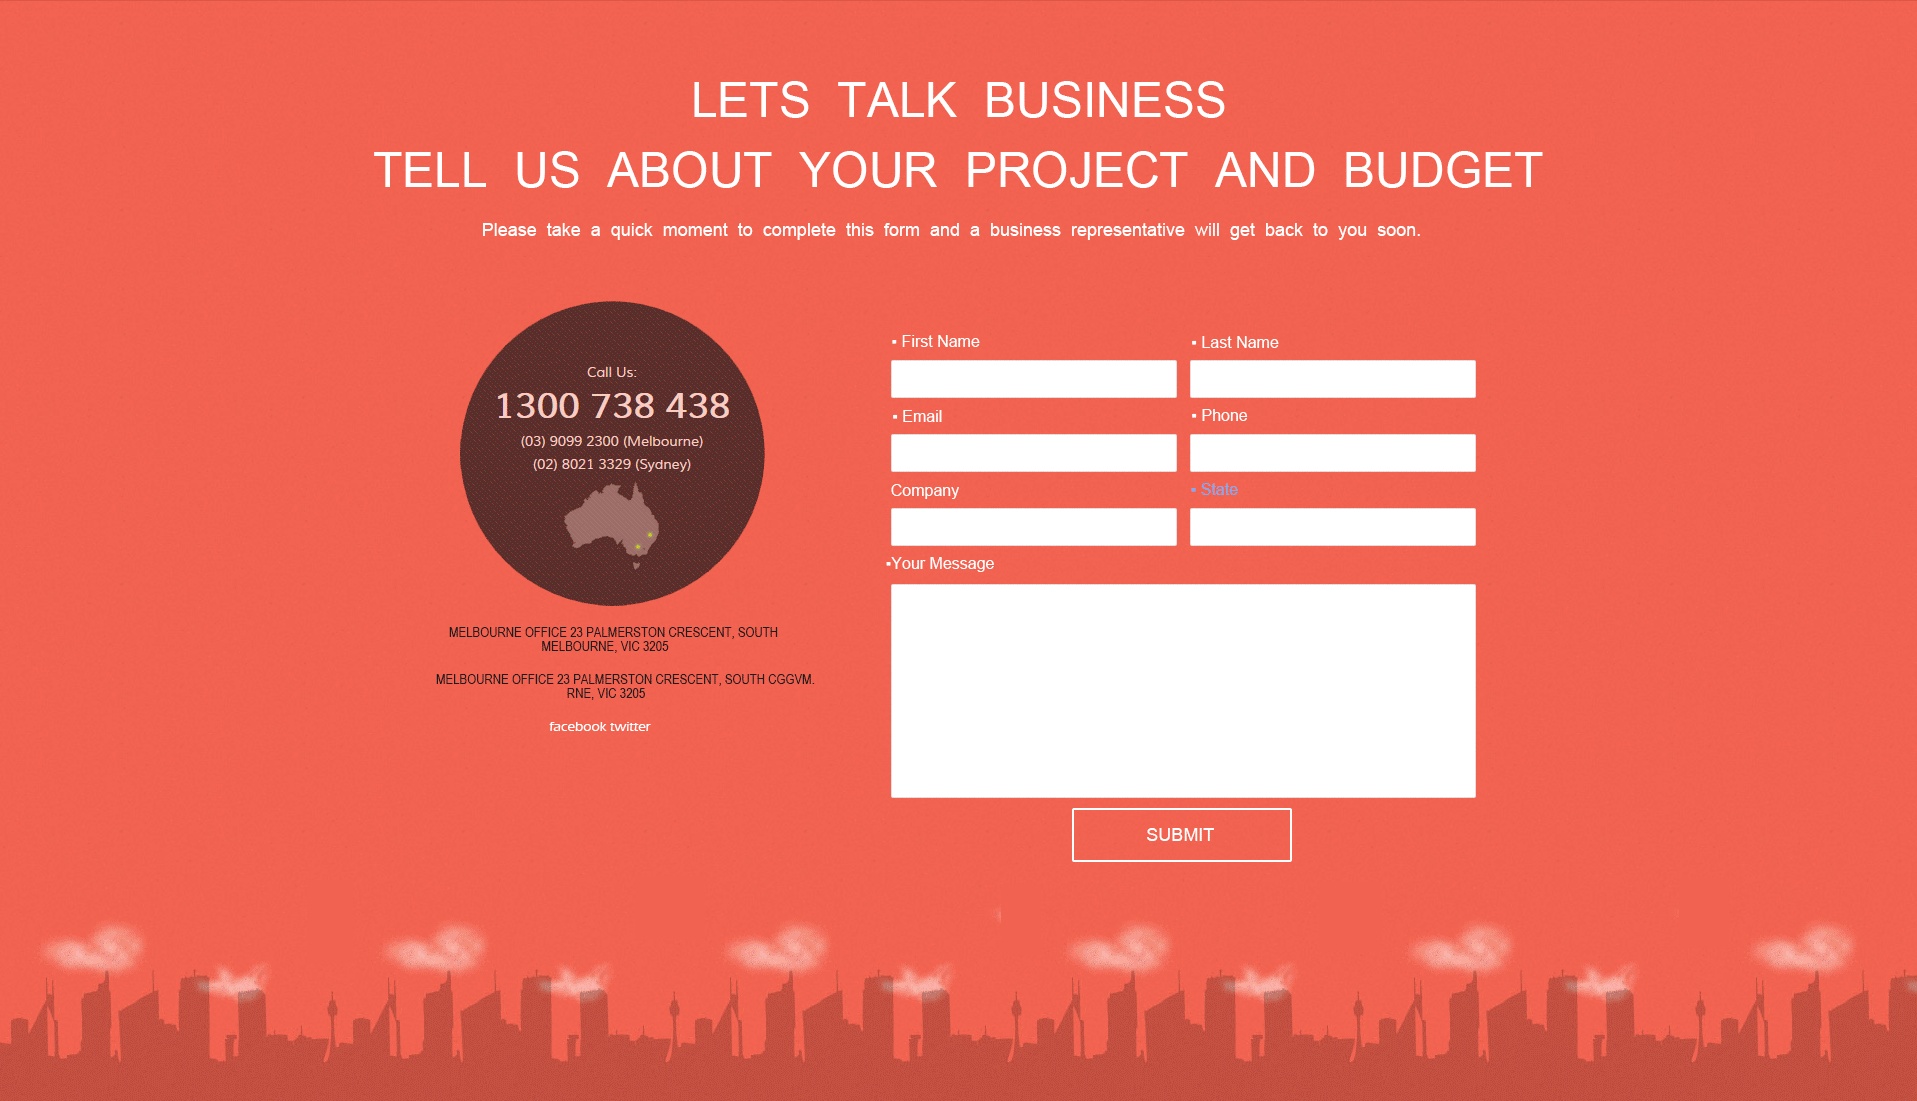 LETS TALK BUSINESS
TELL US ABOUT YOUR PROJECT AND BUDGET
Please take a quick moment to complete this form and a business representative will get back to you soon.
Call Us:
1300 738 438
(03) 9099 2300 (Melbourne)
(02) 8021 3329 (Sydney)
MELBOURNE OFFICE 23 PALMERSTON CRESCENT, SOUTH
MELBOURNE, VIC 3205
MELBOURNE OFFICE 23 PALMERSTON CRESCENT, SOUTH CGGVM.
RNE, VIC 3205
facebook twitter
▪ First Name
▪ Last Name
▪ Email
▪ Phone
Company
▪ State
▪Your Message
SUBMIT